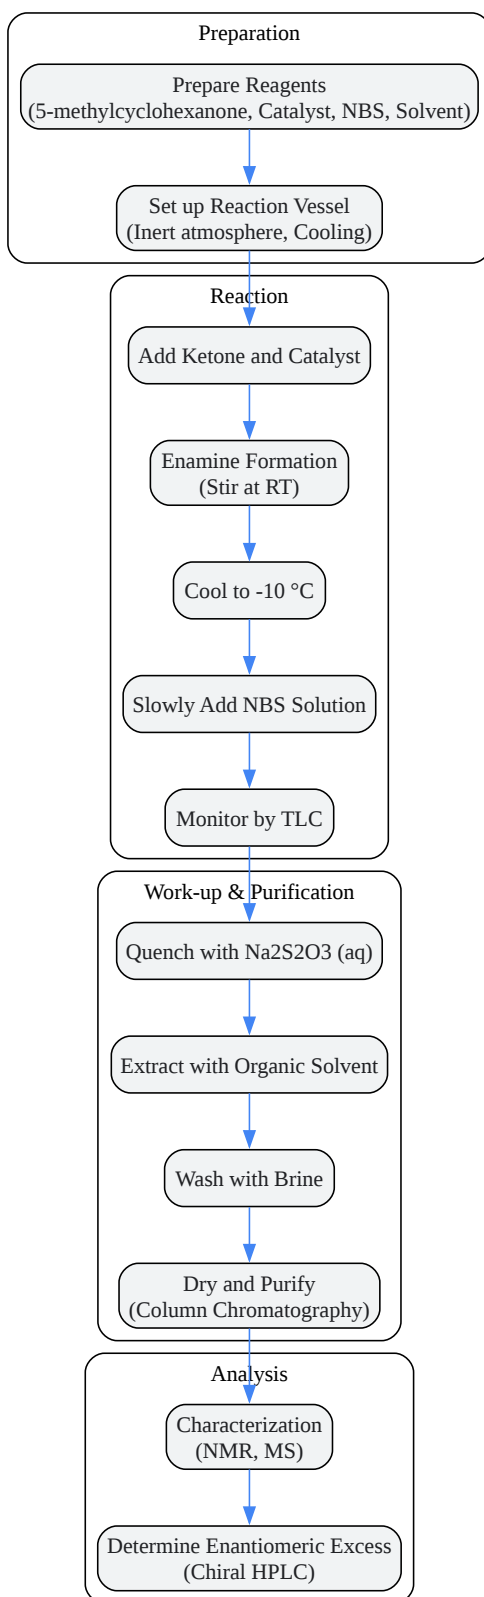 Preparation
Prepare Reagents
(5-methylcyclohexanone, Catalyst, NBS, Solvent)
Set up Reaction Vessel
(Inert atmosphere, Cooling)
Reaction
Add Ketone and Catalyst
Enamine Formation
(Stir at RT)
Cool to -10 °C
Slowly Add NBS Solution
Monitor by TLC
Work-up & Purification
Quench with Na2S2O3 (aq)
Extract with Organic Solvent
Wash with Brine
Dry and Purify
(Column Chromatography)
Analysis
Characterization
(NMR, MS)
Determine Enantiomeric Excess
(Chiral HPLC)